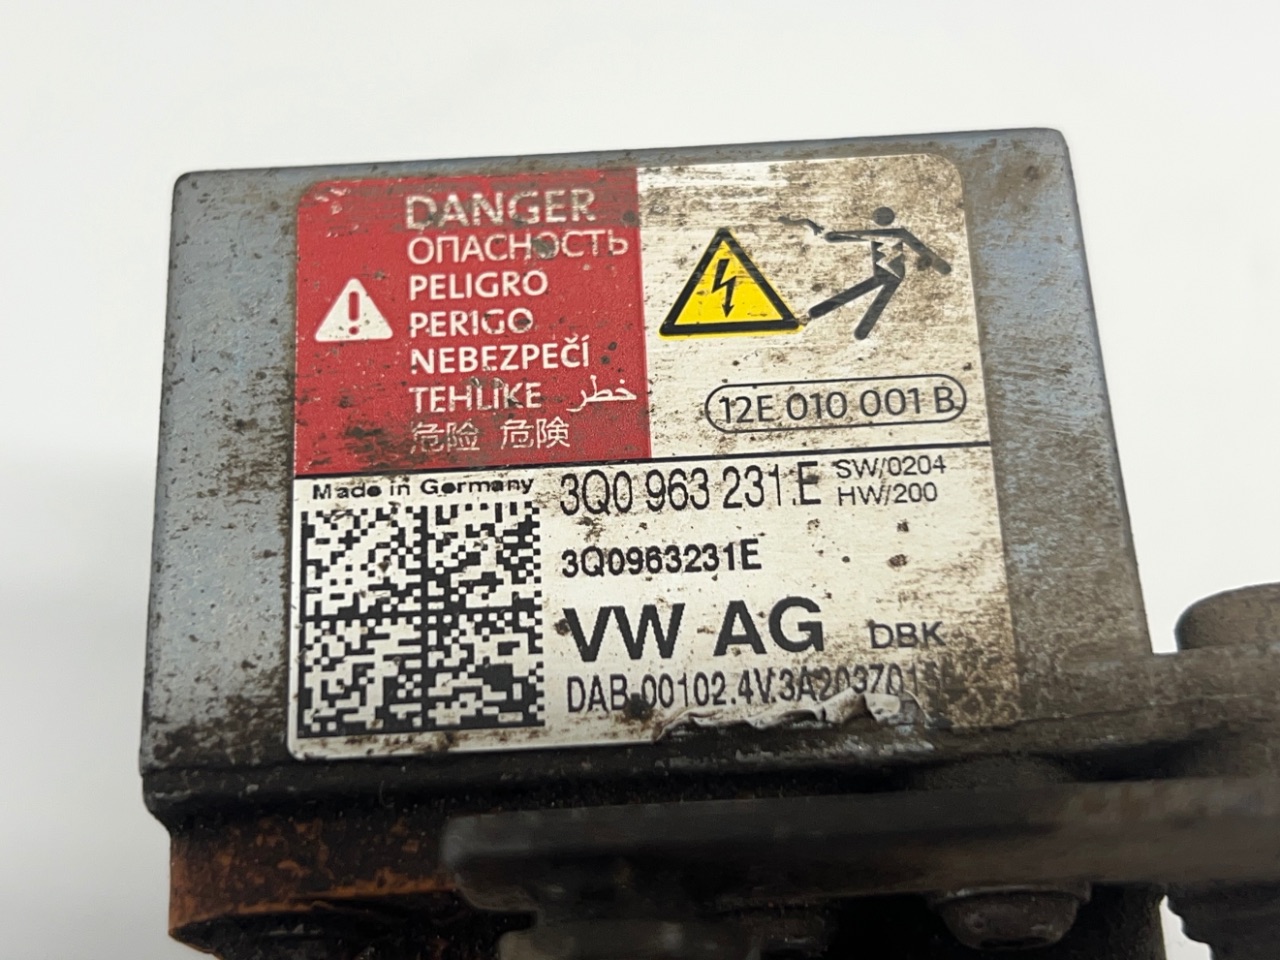 DANGER
ОПАСНОСТЬ
PELIGRO
PERIGO
NEBEZPEČÍ
TEHLIKE خطر
危险 危険
12E 010 001 B
Made in Germany
3Q0 963 231.E
SW/0204
HW/200
3Q0963231E
VW AG DBK